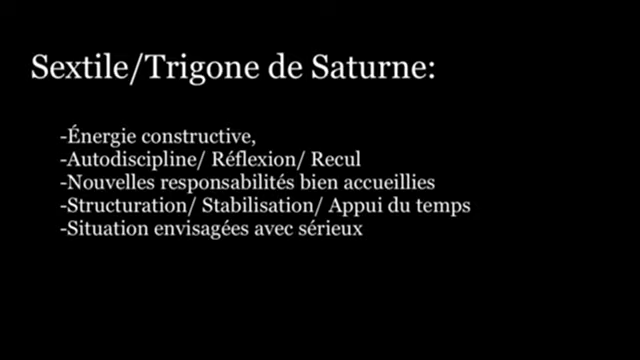 Sextile/Trigone de Saturne:
-Énergie constructive,
-Autodiscipline/ Réflexion/ Recul
-Nouvelles responsabilités bien accueillies
-Structuration/ Stabilisation/ Appui du temps
-Situation envisagées avec sérieux